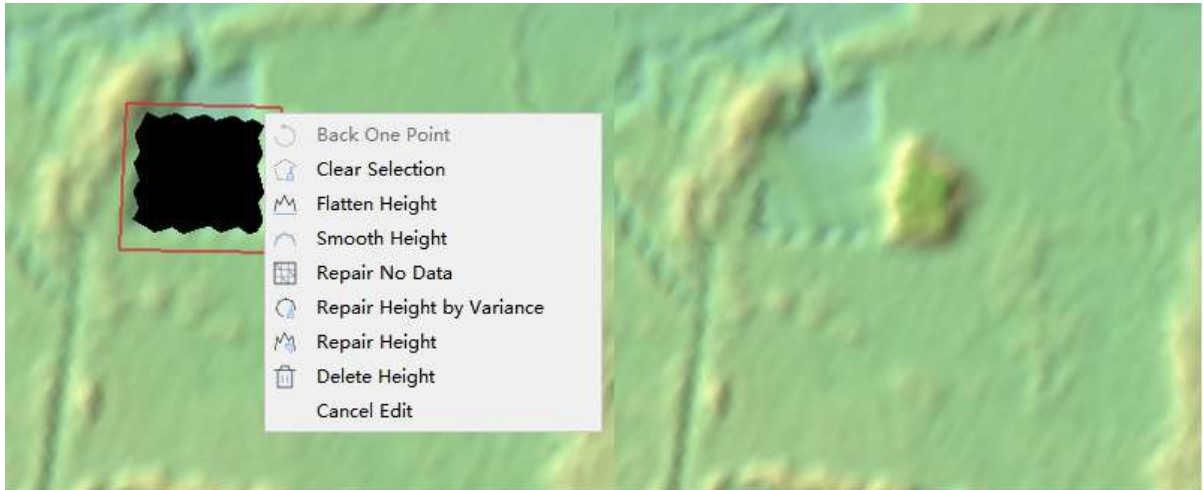 Back One Point
Clear Selection
Flatten Height
Smooth Height
Repair No Data
Repair Height by Variance
Repair Height
Delete Height
Cancel Edit